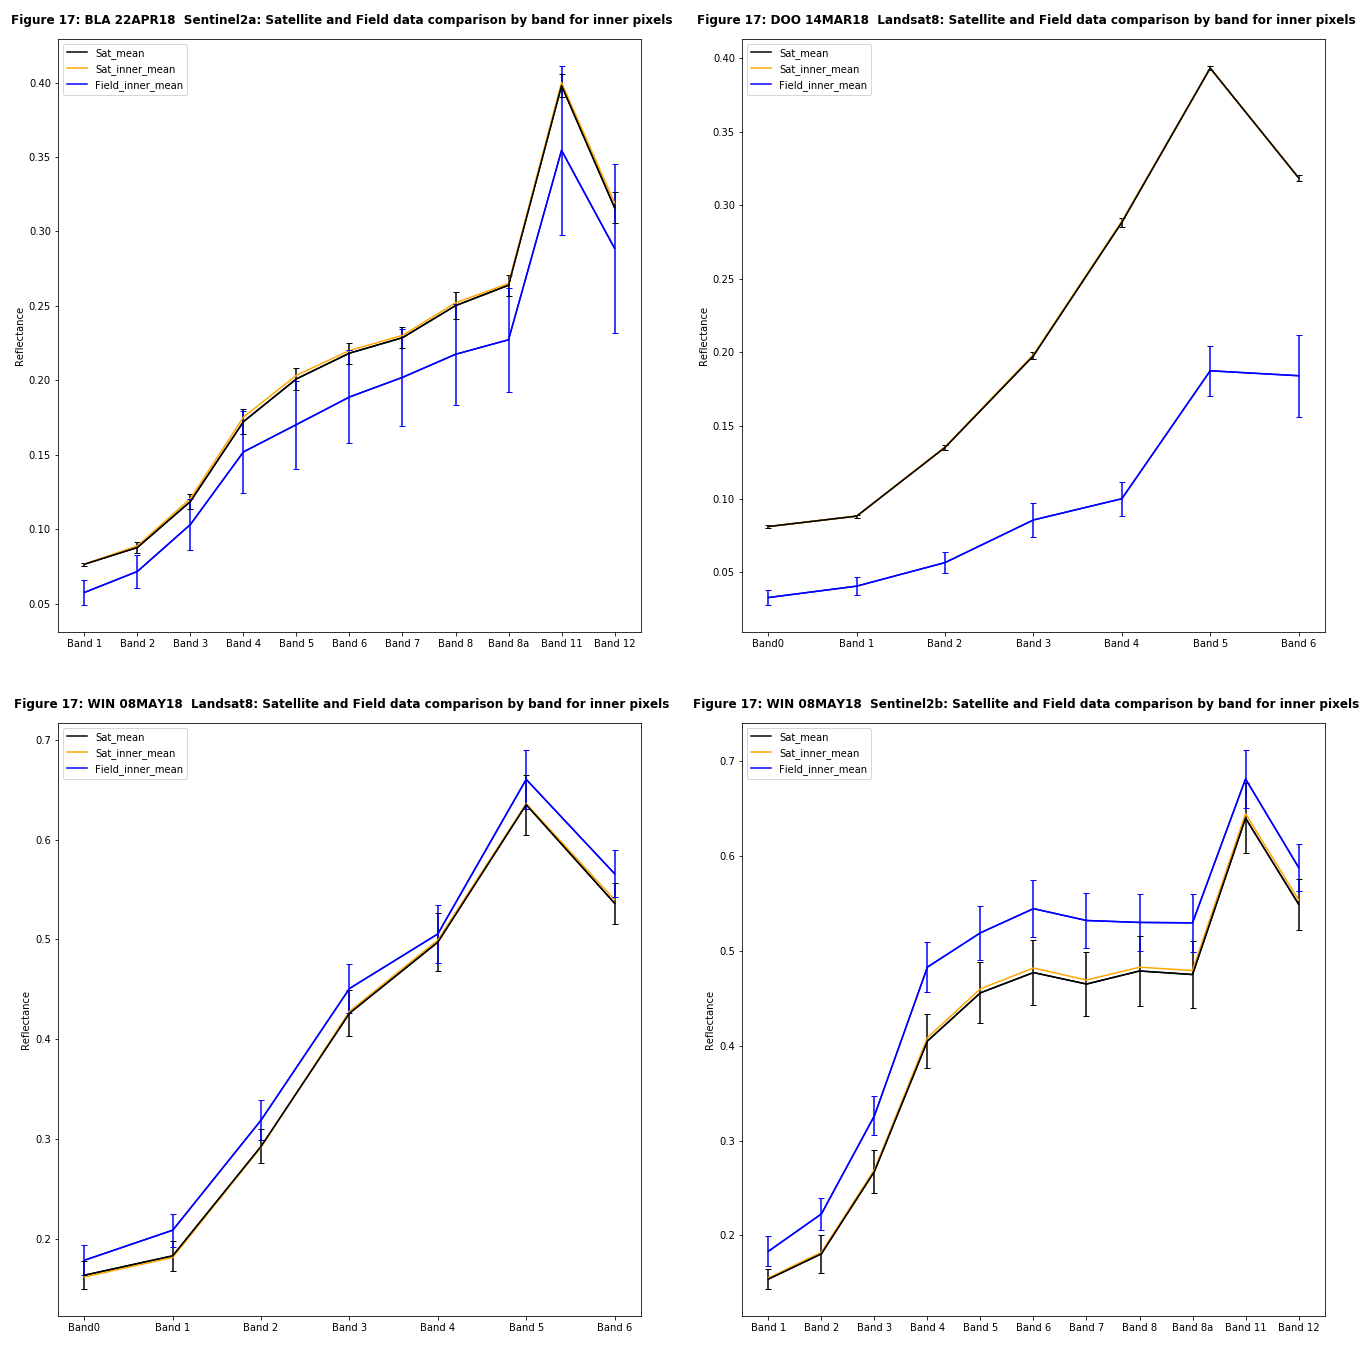 Figure 17: BLA 22APR18  Sentinel2a: Satellite and Field data comparison by band for inner pixels
Sat_mean
Sat_inner_mean
Field_inner_mean
0.40
0.35
0.30
0.25
0.20
0.15
0.10
0.05
Reflectance
Band 1 Band 2 Band 3 Band 4 Band 5 Band 6 Band 7 Band 8 Band 8a Band 11 Band 12
Figure 17: DOO 14MAR18  Landsat8: Satellite and Field data comparison by band for inner pixels
Sat_mean
Sat_inner_mean
Field_inner_mean
0.40
0.35
0.30
0.25
0.20
0.15
0.10
0.05
Reflectance
Band0 Band 1 Band 2 Band 3 Band 4 Band 5 Band 6
Figure 17: WIN 08MAY18  Landsat8: Satellite and Field data comparison by band for inner pixels
Sat_mean
Sat_inner_mean
Field_inner_mean
0.7
0.6
0.5
0.4
0.3
0.2
Reflectance
Band0 Band 1 Band 2 Band 3 Band 4 Band 5 Band 6
Figure 17: WIN 08MAY18  Sentinel2b: Satellite and Field data comparison by band for inner pixels
Sat_mean
Sat_inner_mean
Field_inner_mean
0.7
0.6
0.5
0.4
0.3
0.2
Reflectance
Band 1 Band 2 Band 3 Band 4 Band 5 Band 6 Band 7 Band 8 Band 8a Band 11 Band 12